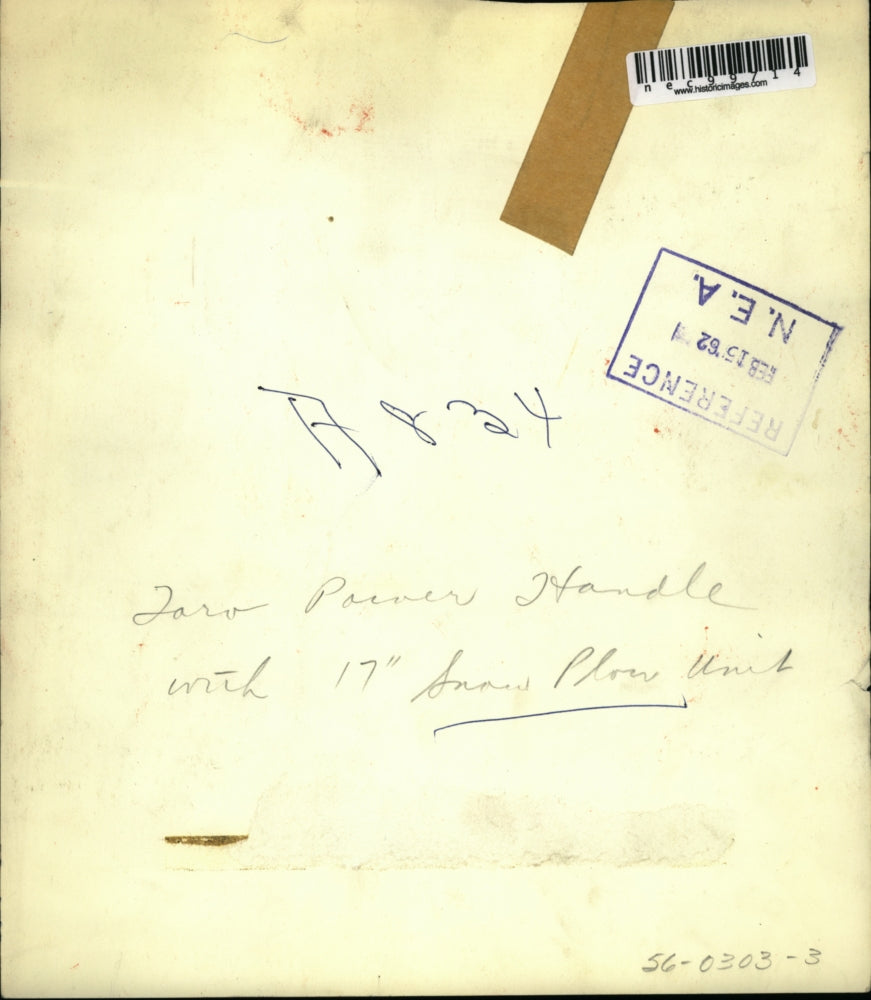 nec99714
www.historicimages.com
N.E.A.
FEB 15 '62
REFERENCE
A 824
Toro Power Handle
with 17" Snow Plow Unit
56-0303-3